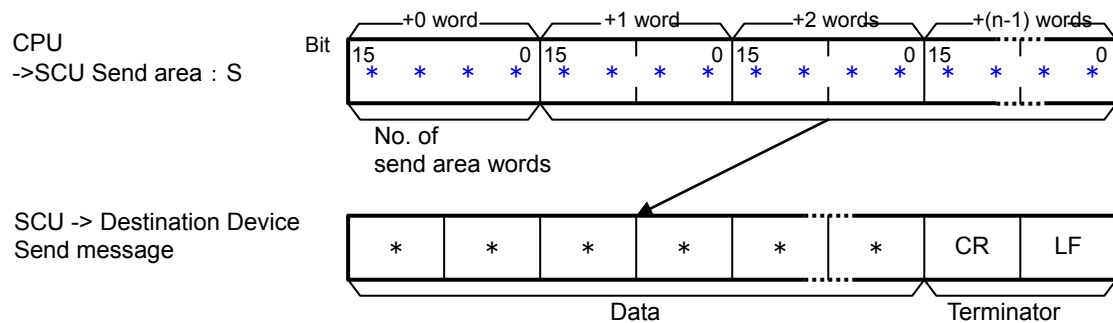 +0 word +1 word +2 words +(n-1) words
CPU
->SCU Send area : S
Bit
15 0 15 0 15 0 15 0
* * * * * * * * * * * * * * * *
No. of
send area words
SCU -> Destination Device
Send message
* * * * * * CR LF
Data Terminator